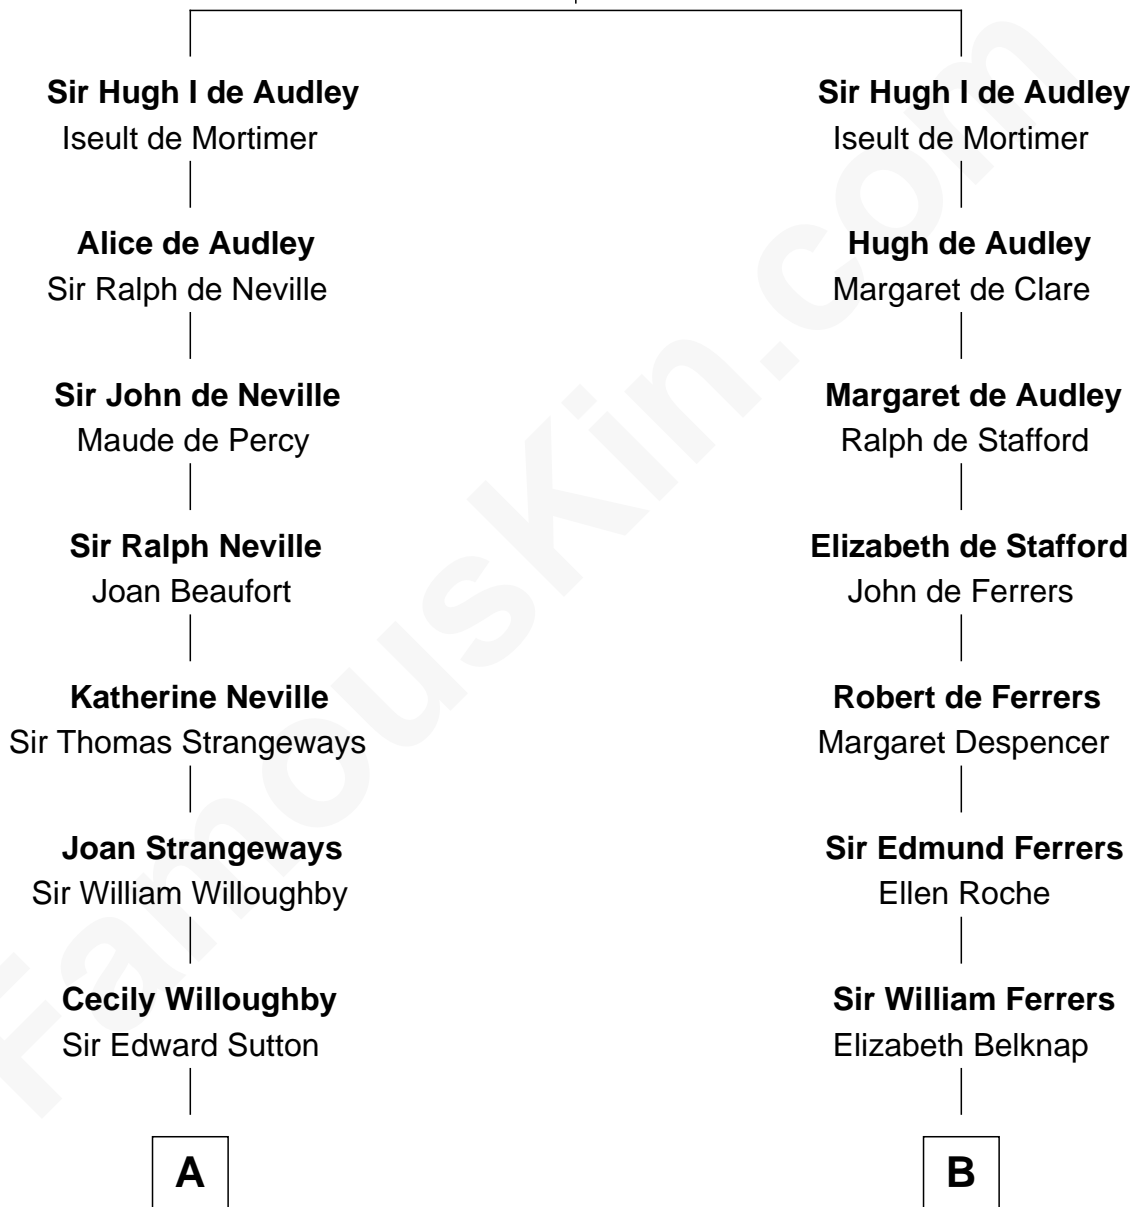 Sir Hugh I de Audley
Iseult de Mortimer
Alice de Audley
Sir Ralph de Neville
Sir John de Neville
Maude de Percy
Sir Ralph Neville
Joan Beaufort
Katherine Neville
Sir Thomas Strangeways
Joan Strangeways
Sir William Willoughby
Cecily Willoughby
Sir Edward Sutton
A
Sir Hugh I de Audley
Iseult de Mortimer
Hugh de Audley
Margaret de Clare
Margaret de Audley
Ralph de Stafford
Elizabeth de Stafford
John de Ferrers
Robert de Ferrers
Margaret Despencer
Sir Edmund Ferrers
Ellen Roche
Sir William Ferrers
Elizabeth Belknap
B
FamousKin.com